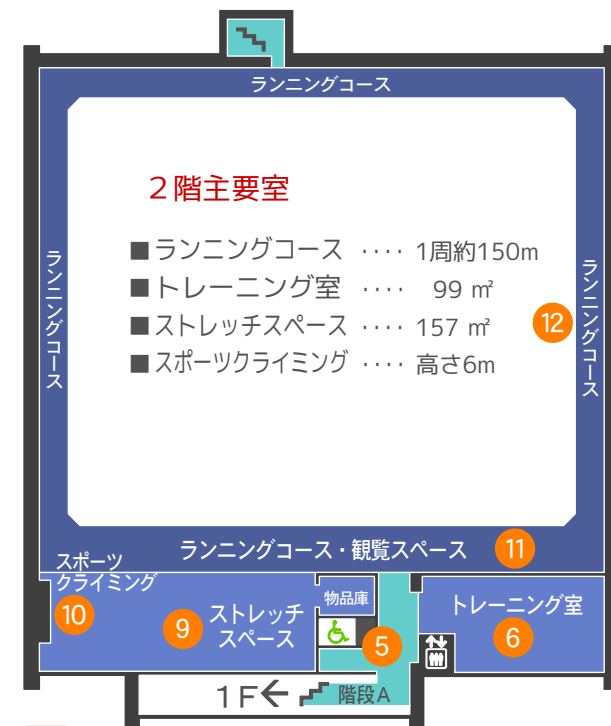 ランニングコース
２階主要室
■ランニングコース ‥‥ 1周約150m
■トレーニング室 ‥‥ 99 ㎡
■ストレッチスペース ‥‥ 157 ㎡
■スポーツクライミング ‥‥ 高さ6m
ランニングコース
ランニングコース
12
ランニングコース・観覧スペース
11
スポーツ
クライミング
10
9
ストレッチ
スペース
物品庫
5
トレーニング室
6
1F←
階段A